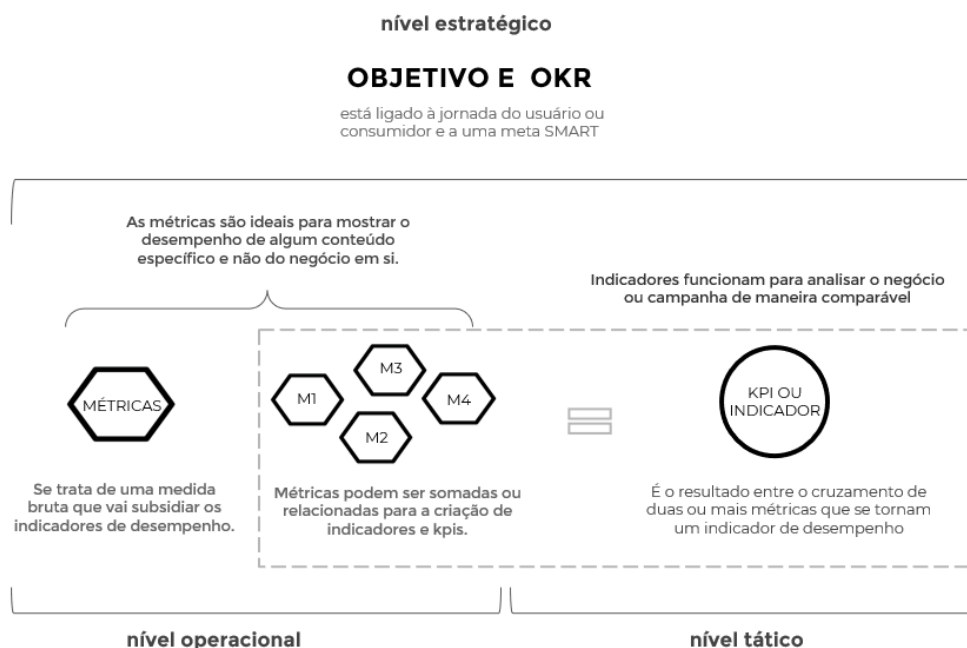 nível estratégico
OBJETIVO E OKR
está ligado à jornada do usuário ou
consumidor e a uma meta SMART
As métricas são ideais para mostrar o
desempenho de algum conteúdo
específico e não do negócio em si.
Indicadores funcionam para analisar o negócio
ou campanha de maneira comparável
MÉTRICAS
M1
M3
M2
M4
KPI OU
INDICADOR
Se trata de uma medida
bruta que vai subsidiar os
indicadores de desempenho.
Métricas podem ser somadas ou
relacionadas para a criação de
indicadores e kpis.
É o resultado entre o cruzamento de
duas ou mais métricas que se tornam
um indicador de desempenho
nível operacional
nível tático